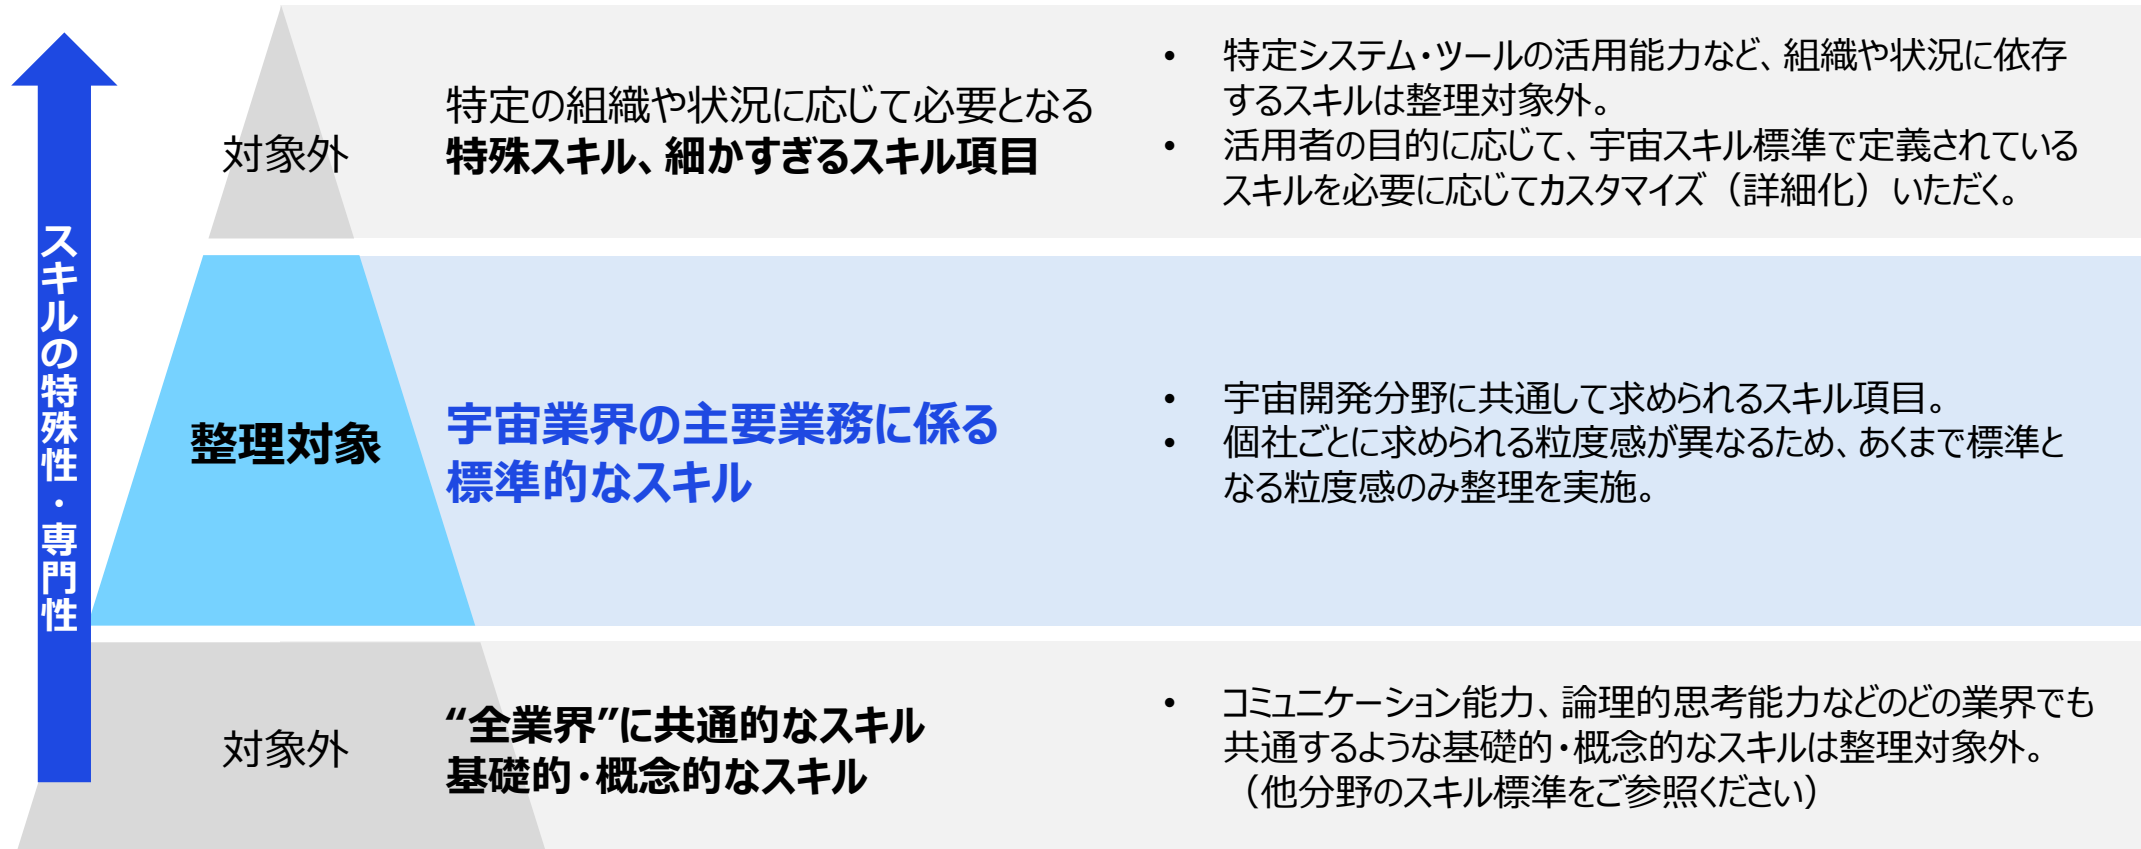 スキルの特殊性・専門性
対象外
特定の組織や状況に応じて必要となる
特殊スキル、細かすぎるスキル項目
• 特定システム・ツールの活用能力など、組織や状況に依存
するスキルは整理対象外。
• 活用者の目的に応じて、宇宙スキル標準で定義されている
スキルを必要に応じてカスタマイズ（詳細化）いただく。
整理対象
宇宙業界の主要業務に係る
標準的なスキル
• 宇宙開発分野に共通して求められるスキル項目。
• 個社ごとに求められる粒度感が異なるため、あくまで標準と
なる粒度感のみ整理を実施。
対象外
“全業界”に共通的なスキル
基礎的・概念的なスキル
• コミュニケーション能力、論理的思考能力などのどの業界でも
共通するような基礎的・概念的なスキルは整理対象外。
（他分野のスキル標準をご参照ください）